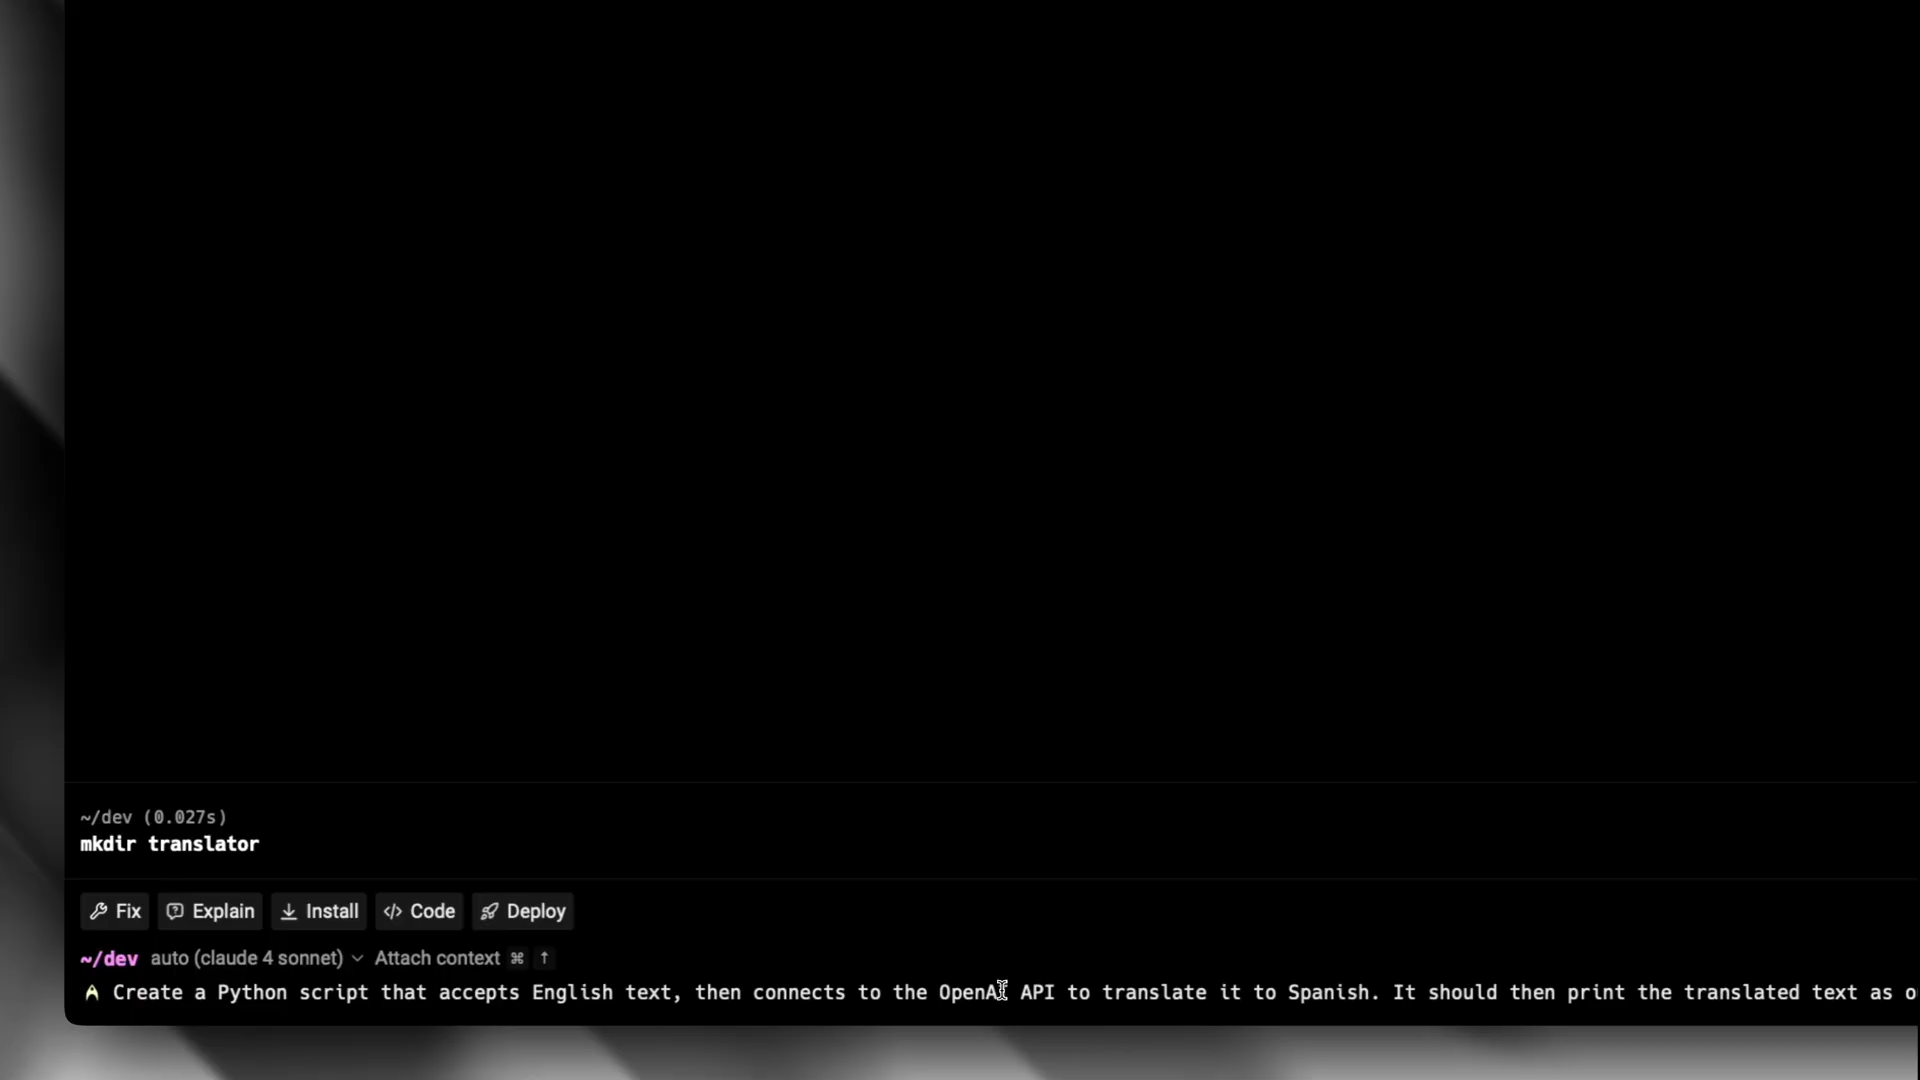 ~/dev (0.027s)
mkdir translator
Fix Explain Install Code Deploy
~/dev auto (claude 4 sonnet) Attach context ⌘ ↑
Create a Python script that accepts English text, then connects to the OpenAI API to translate it to Spanish. It should then print the translated text as